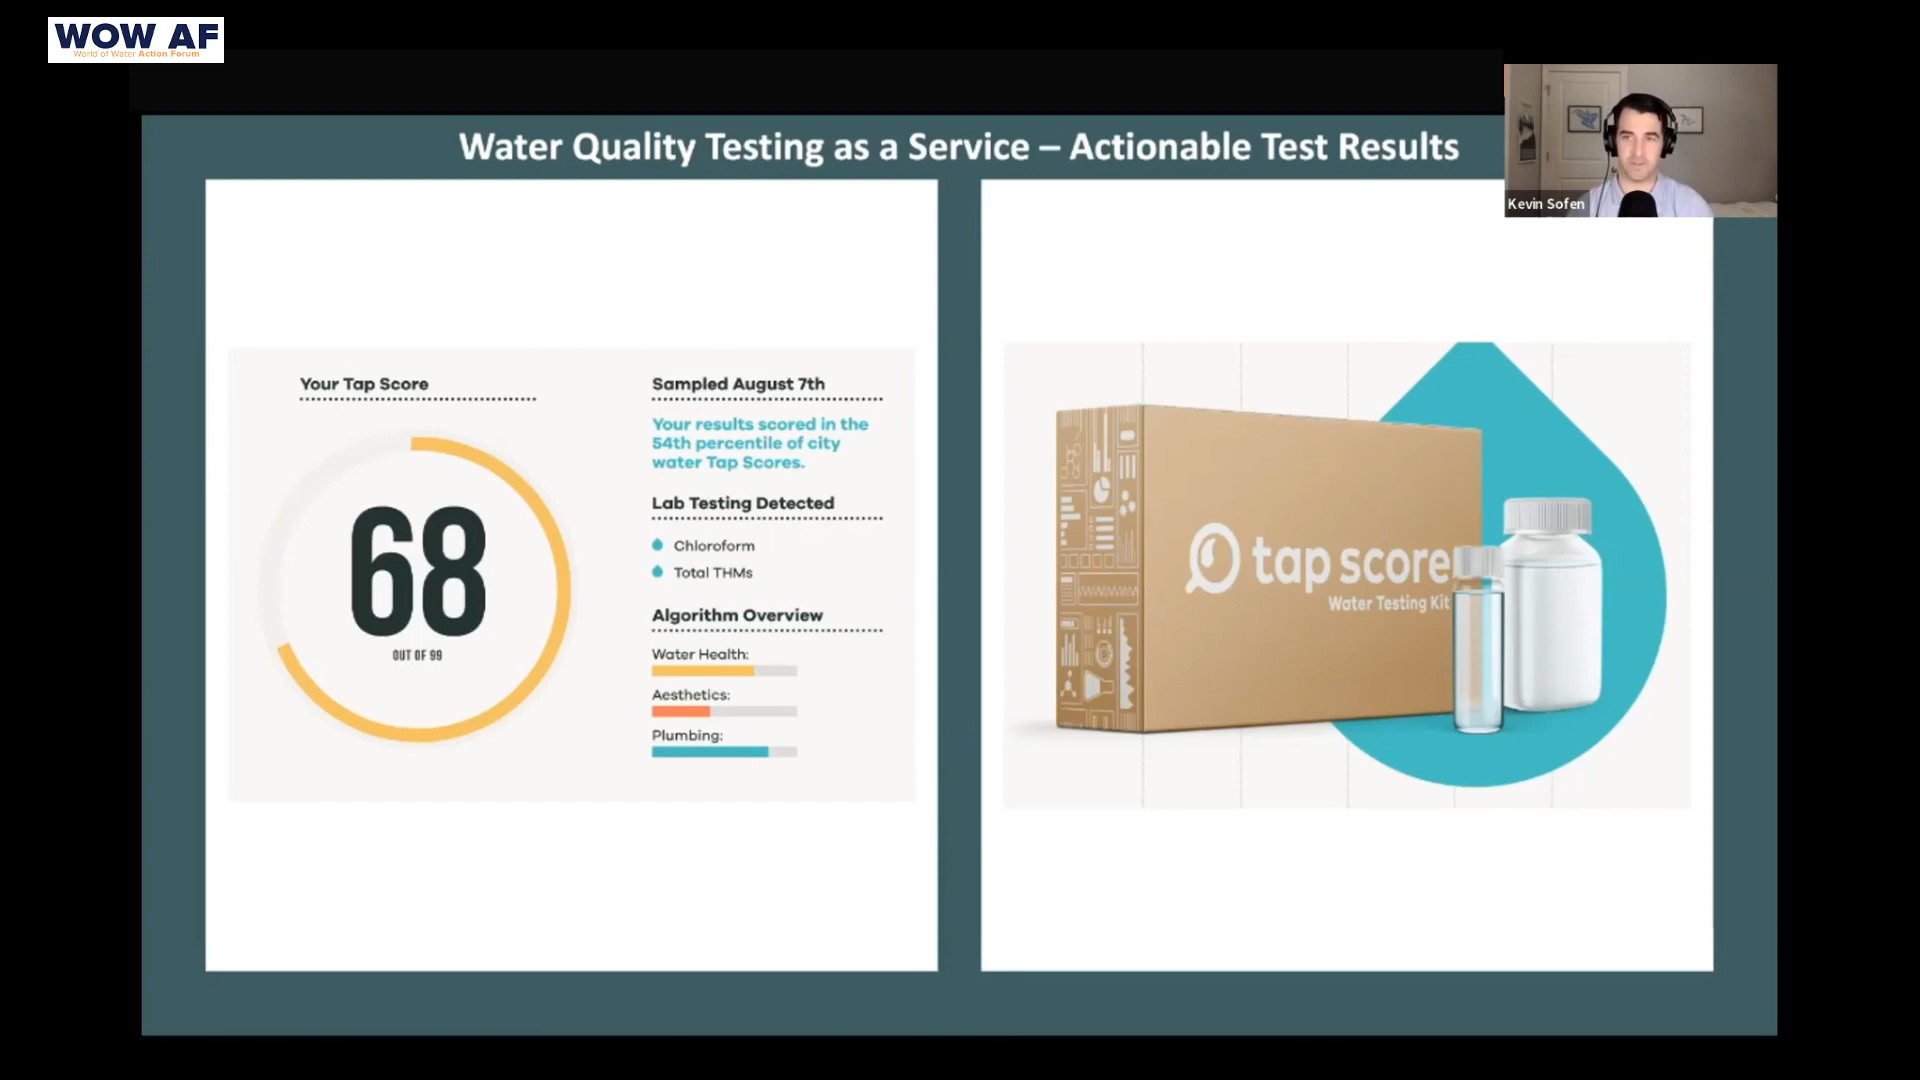 WOW AF
World of Water Action Forum
Water Quality Testing as a Service – Actionable Test Results
Kevin Sofen
Your Tap Score
68
OUT OF 99
Sampled August 7th
Your results scored in the
54th percentile of city
water Tap Scores.
Lab Testing Detected
Chloroform
Total THMs
Algorithm Overview
Water Health:
Aesthetics:
Plumbing:
tap score
Water Testing Kit